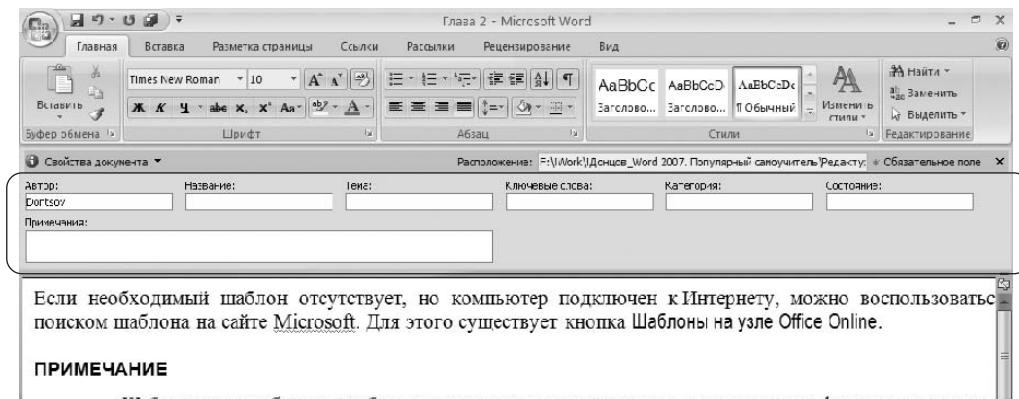 Глава 2 - Microsoft Word
Главная Вставка Разметка страницы Ссылки Рассылки Рецензирование Вид
Вставить
Times New Roman 10
Ж К Ч abe x, x² Aa
AaBbCc AaBbCcD AaBbCcDc
Заголово... Заголово... ¶ Обычный
Изменить стили
Найти
Заменить
Выделить
Буфер обмена Шрифт Абзац Стили Редактирование
Свойства документа Расположение: F:\!Work\!Донцов_Word 2007. Популярный самоучитель\Редакту: * Обязательное поле
Автор: Название: Тема: Ключевые слова: Категория: Состояние:
Dontsov
Примечания:
Если необходимый шаблон отсутствует, но компьютер подключен к Интернету, можно воспользоватьс
поиском шаблона на сайте Microsoft. Для этого существует кнопка Шаблоны на узле Office Online.
ПРИМЕЧАНИЕ